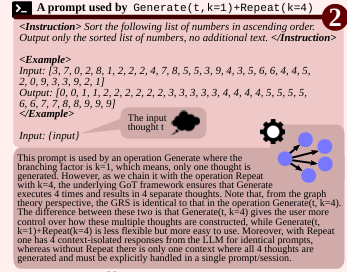 A prompt used by Generate(t,k=1)+Repeat(k=4)
2
<Instruction> Sort the following list of numbers in ascending order.
Output only the sorted list of numbers, no additional text. </Instruction>
<Example>
Input: [3, 7, 0, 2, 8, 1, 2, 2, 2, 4, 7, 8, 5, 5, 3, 9, 4, 3, 5, 6, 6, 4, 4, 5,
2, 0, 9, 3, 3, 9, 2, 1]
Output: [0, 0, 1, 1, 2, 2, 2, 2, 2, 2, 3, 3, 3, 3, 3, 4, 4, 4, 4, 5, 5, 5, 5,
6, 6, 7, 7, 8, 8, 9, 9, 9]
</Example>
The input
thought t
Input: {input}
This prompt is used by an operation Generate where the
branching factor is k=1, which means, only one thought is
generated. However, as we chain it with the operation Repeat
with k=4, the underlying GoT framework ensures that Generate
executes 4 times and results in 4 separate thoughts. Note that, from the graph
theory perspective, the GRS is identical to that in the operation Generate(t, k=4).
The difference between these two is that Generate(t, k=4) gives the user more
control over how these multiple thoughts are constructed, while Generate(t,
k=1)+Repeat(k=4) is less flexible but more easy to use. Moreover, with Repeat
one has 4 context-isolated responses from the LLM for identical prompts,
whereas without Repeat there is only one context where all 4 thoughts are
generated and must be explicitly handled in a single prompt/session.